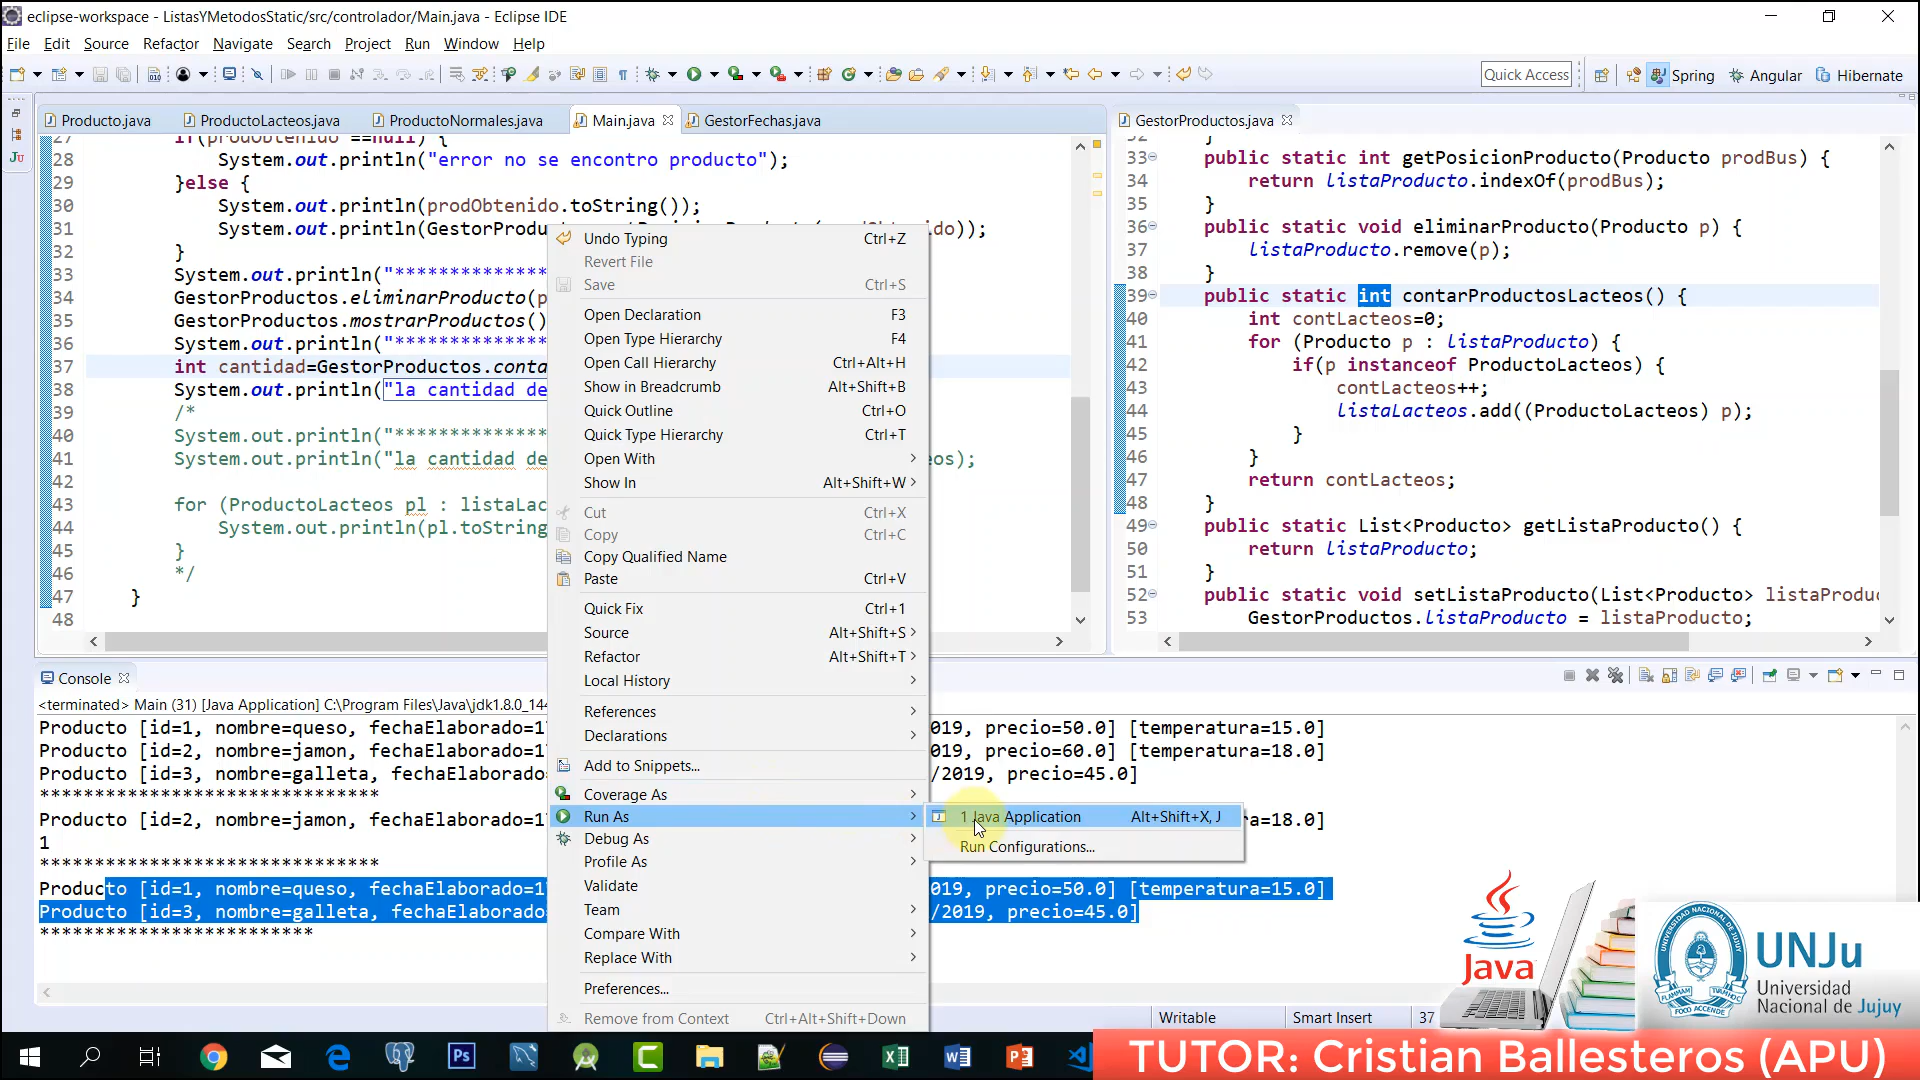 eclipse-workspace - ListasYMetodosStatic/src/controlador/Main.java - Eclipse IDE
File Edit Source Refactor Navigate Search Project Run Window Help
Quick Access Spring Angular Hibernate
Producto.java ProductoLacteos.java ProductoNormales.java Main.java GestorFechas.java
27 if(prodObtenido ==null) {
28 System.out.println("error no se encontro producto");
29 }else {
30 System.out.println(prodObtenido.toString());
31 System.out.println(GestorProdu do));
32 }
33 System.out.println("**************
34 GestorProductos.eliminarProducto(p
35 GestorProductos.mostrarProductos()
36 System.out.println("**************
37 int cantidad=GestorProductos.conta
38 System.out.println("la cantidad de
39 /*
40 System.out.println("**************
41 System.out.println("la cantidad de os);
42
43 for (ProductoLacteos pl : listaLac
44 System.out.println(pl.toString
45 }
46 */
47 }
48
GestorProductos.java
32 }
33 public static int getPosicionProducto(Producto prodBus) {
34 return listaProducto.indexOf(prodBus);
35 }
36 public static void eliminarProducto(Producto p) {
37 listaProducto.remove(p);
38 }
39 public static int contarProductosLacteos() {
40 int contLacteos=0;
41 for (Producto p : listaProducto) {
42 if(p instanceof ProductoLacteos) {
43 contLacteos++;
44 listaLacteos.add((ProductoLacteos) p);
45 }
46 }
47 return contLacteos;
48 }
49 public static List<Producto> getListaProducto() {
50 return listaProducto;
51 }
52 public static void setListaProducto(List<Producto> listaProduc
53 GestorProductos.listaProducto = listaProducto;
Undo Typing Ctrl+Z
Revert File
Save Ctrl+S
Open Declaration F3
Open Type Hierarchy F4
Open Call Hierarchy Ctrl+Alt+H
Show in Breadcrumb Alt+Shift+B
Quick Outline Ctrl+O
Quick Type Hierarchy Ctrl+T
Open With
Show In Alt+Shift+W
Cut Ctrl+X
Copy Ctrl+C
Copy Qualified Name
Paste Ctrl+V
Quick Fix Ctrl+1
Source Alt+Shift+S
Refactor Alt+Shift+T
Local History
References
Declarations
Add to Snippets...
Coverage As
Run As
Debug As
Profile As
Validate
Team
Compare With
Replace With
Preferences...
Remove from Context Ctrl+Alt+Shift+Down
1 Java Application Alt+Shift+X, J
Run Configurations...
Console
<terminated> Main (31) [Java Application] C:\Program Files\Java\jdk1.8.0_144
Producto [id=1, nombre=queso, fechaElaborado=17 019, precio=50.0] [temperatura=15.0]
Producto [id=2, nombre=jamon, fechaElaborado=17 019, precio=60.0] [temperatura=18.0]
Producto [id=3, nombre=galleta, fechaElaborado= /2019, precio=45.0]
*******************************
Producto [id=2, nombre=jamon, fechaElaborado=17 ra=18.0]
1
*******************************
Producto [id=1, nombre=queso, fechaElaborado=17 019, precio=50.0] [temperatura=15.0]
Producto [id=3, nombre=galleta, fechaElaborado= /2019, precio=45.0]
*************************
Writable Smart Insert 37
Java
UNJu
Universidad
Nacional de Jujuy
TUTOR: Cristian Ballesteros (APU)